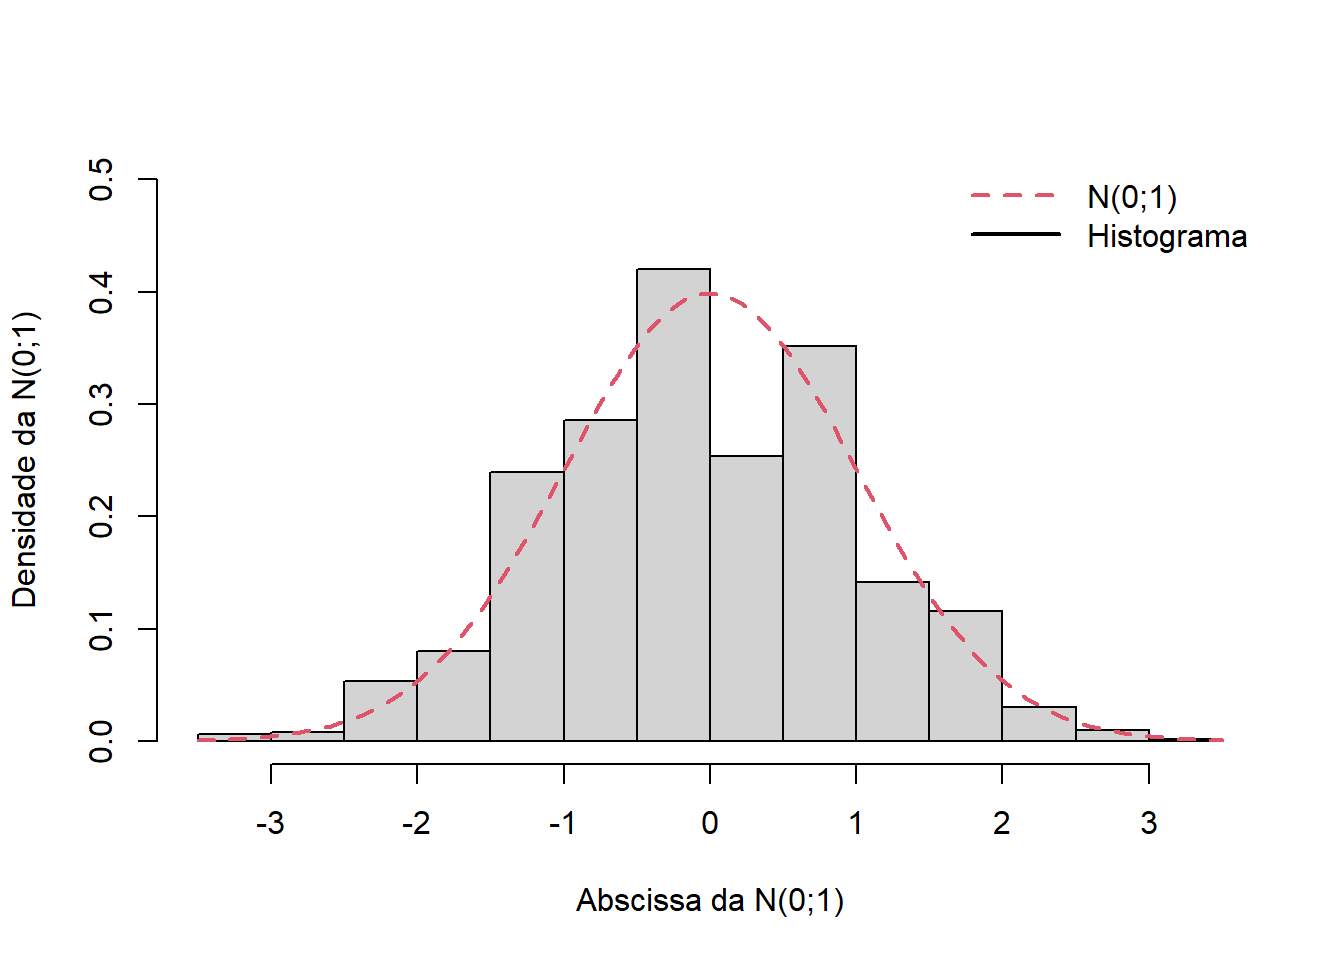 N(0;1)
Histograma
Densidade da N(0;1)
0.5
0.4
0.3
0.2
0.1
0.0
-3 -2 -1 0 1 2 3
Abscissa da N(0;1)